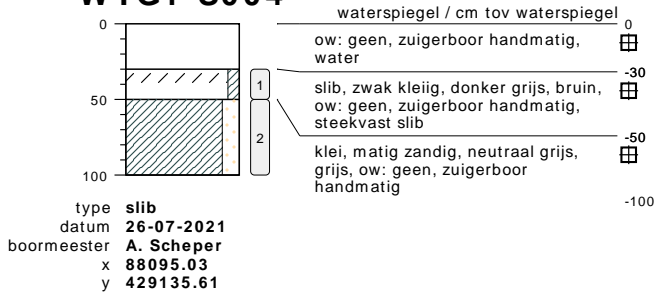 waterspiegel / cm tov waterspiegel
0
0
ow: geen, zuigerboor handmatig,
water
-30
1
slib, zwak kleiig, donker grijs, bruin,
ow: geen, zuigerboor handmatig,
steekvast slib
50
-50
2
klei, matig zandig, neutraal grijs,
grijs, ow: geen, zuigerboor
handmatig
100
-100
type slib
datum 26-07-2021
boormeester A. Scheper
x 88095.03
y 429135.61